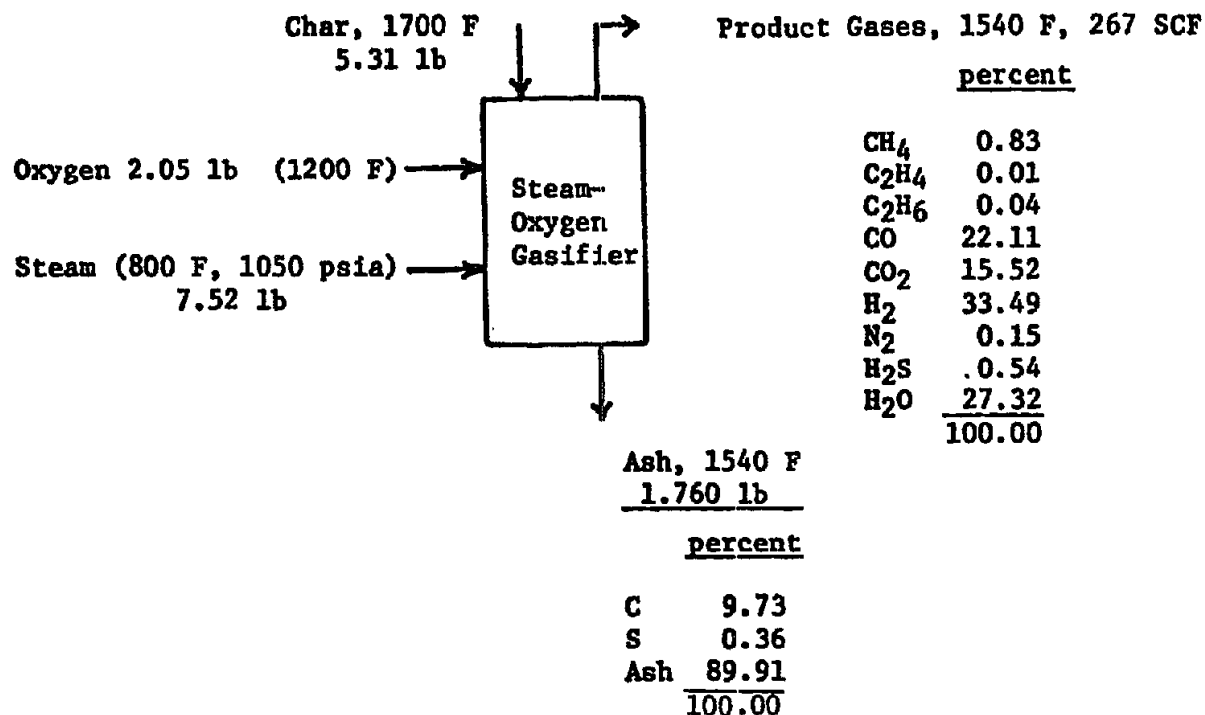 Char, 1700 F
5.31 lb
Product Gases, 1540 F, 267 SCF
percent
CH4 0.83
C2H4 0.01
C2H6 0.04
CO 22.11
CO2 15.52
H2 33.49
N2 0.15
H2S .0.54
H2O 27.32
100.00
Oxygen 2.05 lb (1200 F)
Steam (800 F, 1050 psia)
7.52 lb
Steam-
Oxygen
Gasifier
Ash, 1540 F
1.760 lb
percent
C 9.73
S 0.36
Ash 89.91
100.00